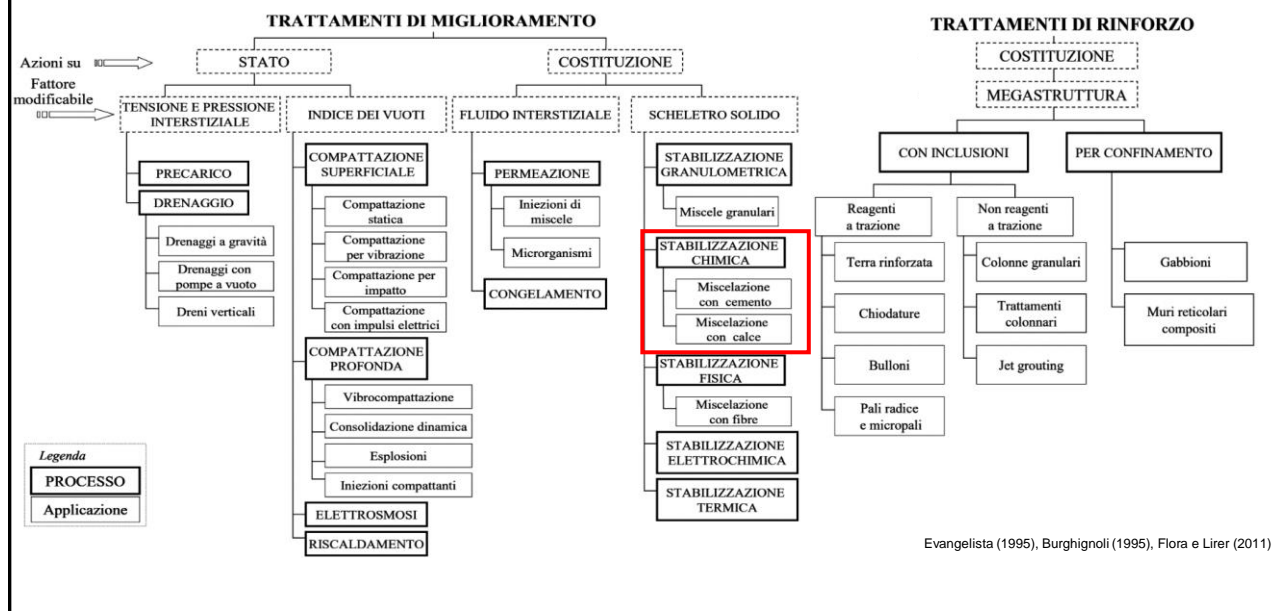 TRATTAMENTI DI MIGLIORAMENTO
TRATTAMENTI DI RINFORZO
Azioni su
STATO
COSTITUZIONE
COSTITUZIONE
Fattore
modificabile
TENSIONE E PRESSIONE
INTERSTIZIALE
INDICE DEI VUOTI
FLUIDO INTERSTIZIALE
SCHELETRO SOLIDO
MEGASTRUTTURA
PRECARICO
DRENAGGIO
Drenaggi a gravità
Drenaggi con
pompe a vuoto
Dreni verticali
COMPATTAZIONE
SUPERFICIALE
Compattazione
statica
Compattazione
per vibrazione
Compattazione per
impatto
Compattazione
con impulsi elettrici
COMPATTAZIONE
PROFONDA
Vibrocompattazione
Consolidazione dinamica
Esplosioni
Iniezioni compattanti
ELETTROSMOSI
RISCALDAMENTO
PERMEAZIONE
Iniezioni di
miscele
Microrganismi
CONGELAMENTO
STABILIZZAZIONE
GRANULOMETRICA
Miscele granulari
STABILIZZAZIONE
CHIMICA
Miscelazione
con cemento
Miscelazione
con calce
STABILIZZAZIONE
FISICA
Miscelazione
con fibre
STABILIZZAZIONE
ELETTROCHIMICA
STABILIZZAZIONE
TERMICA
CON INCLUSIONI
PER CONFINAMENTO
Reagenti
a trazione
Terra rinforzata
Chiodature
Bulloni
Pali radice
e micropali
Non reagenti
a trazione
Colonne granulari
Trattamenti
colonnari
Jet grouting
Gabbioni
Muri reticolari
compositi
Legenda
PROCESSO
Applicazione
Evangelista (1995), Burghignoli (1995), Flora e Lirer (2011)